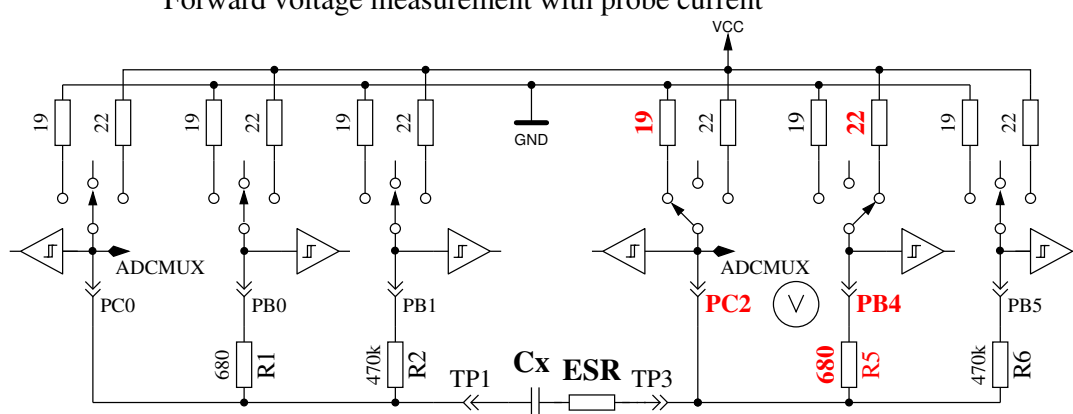 Forward voltage measurement with probe current
VCC
19 22 19 22 19 22 GND 19 22 19 22 19 22
ADCMUX ADCMUX
PC0 PB0 PB1 PC2 V PB4 PB5
680 R1 470k R2 680 R5 470k R6
TP1 Cx ESR TP3